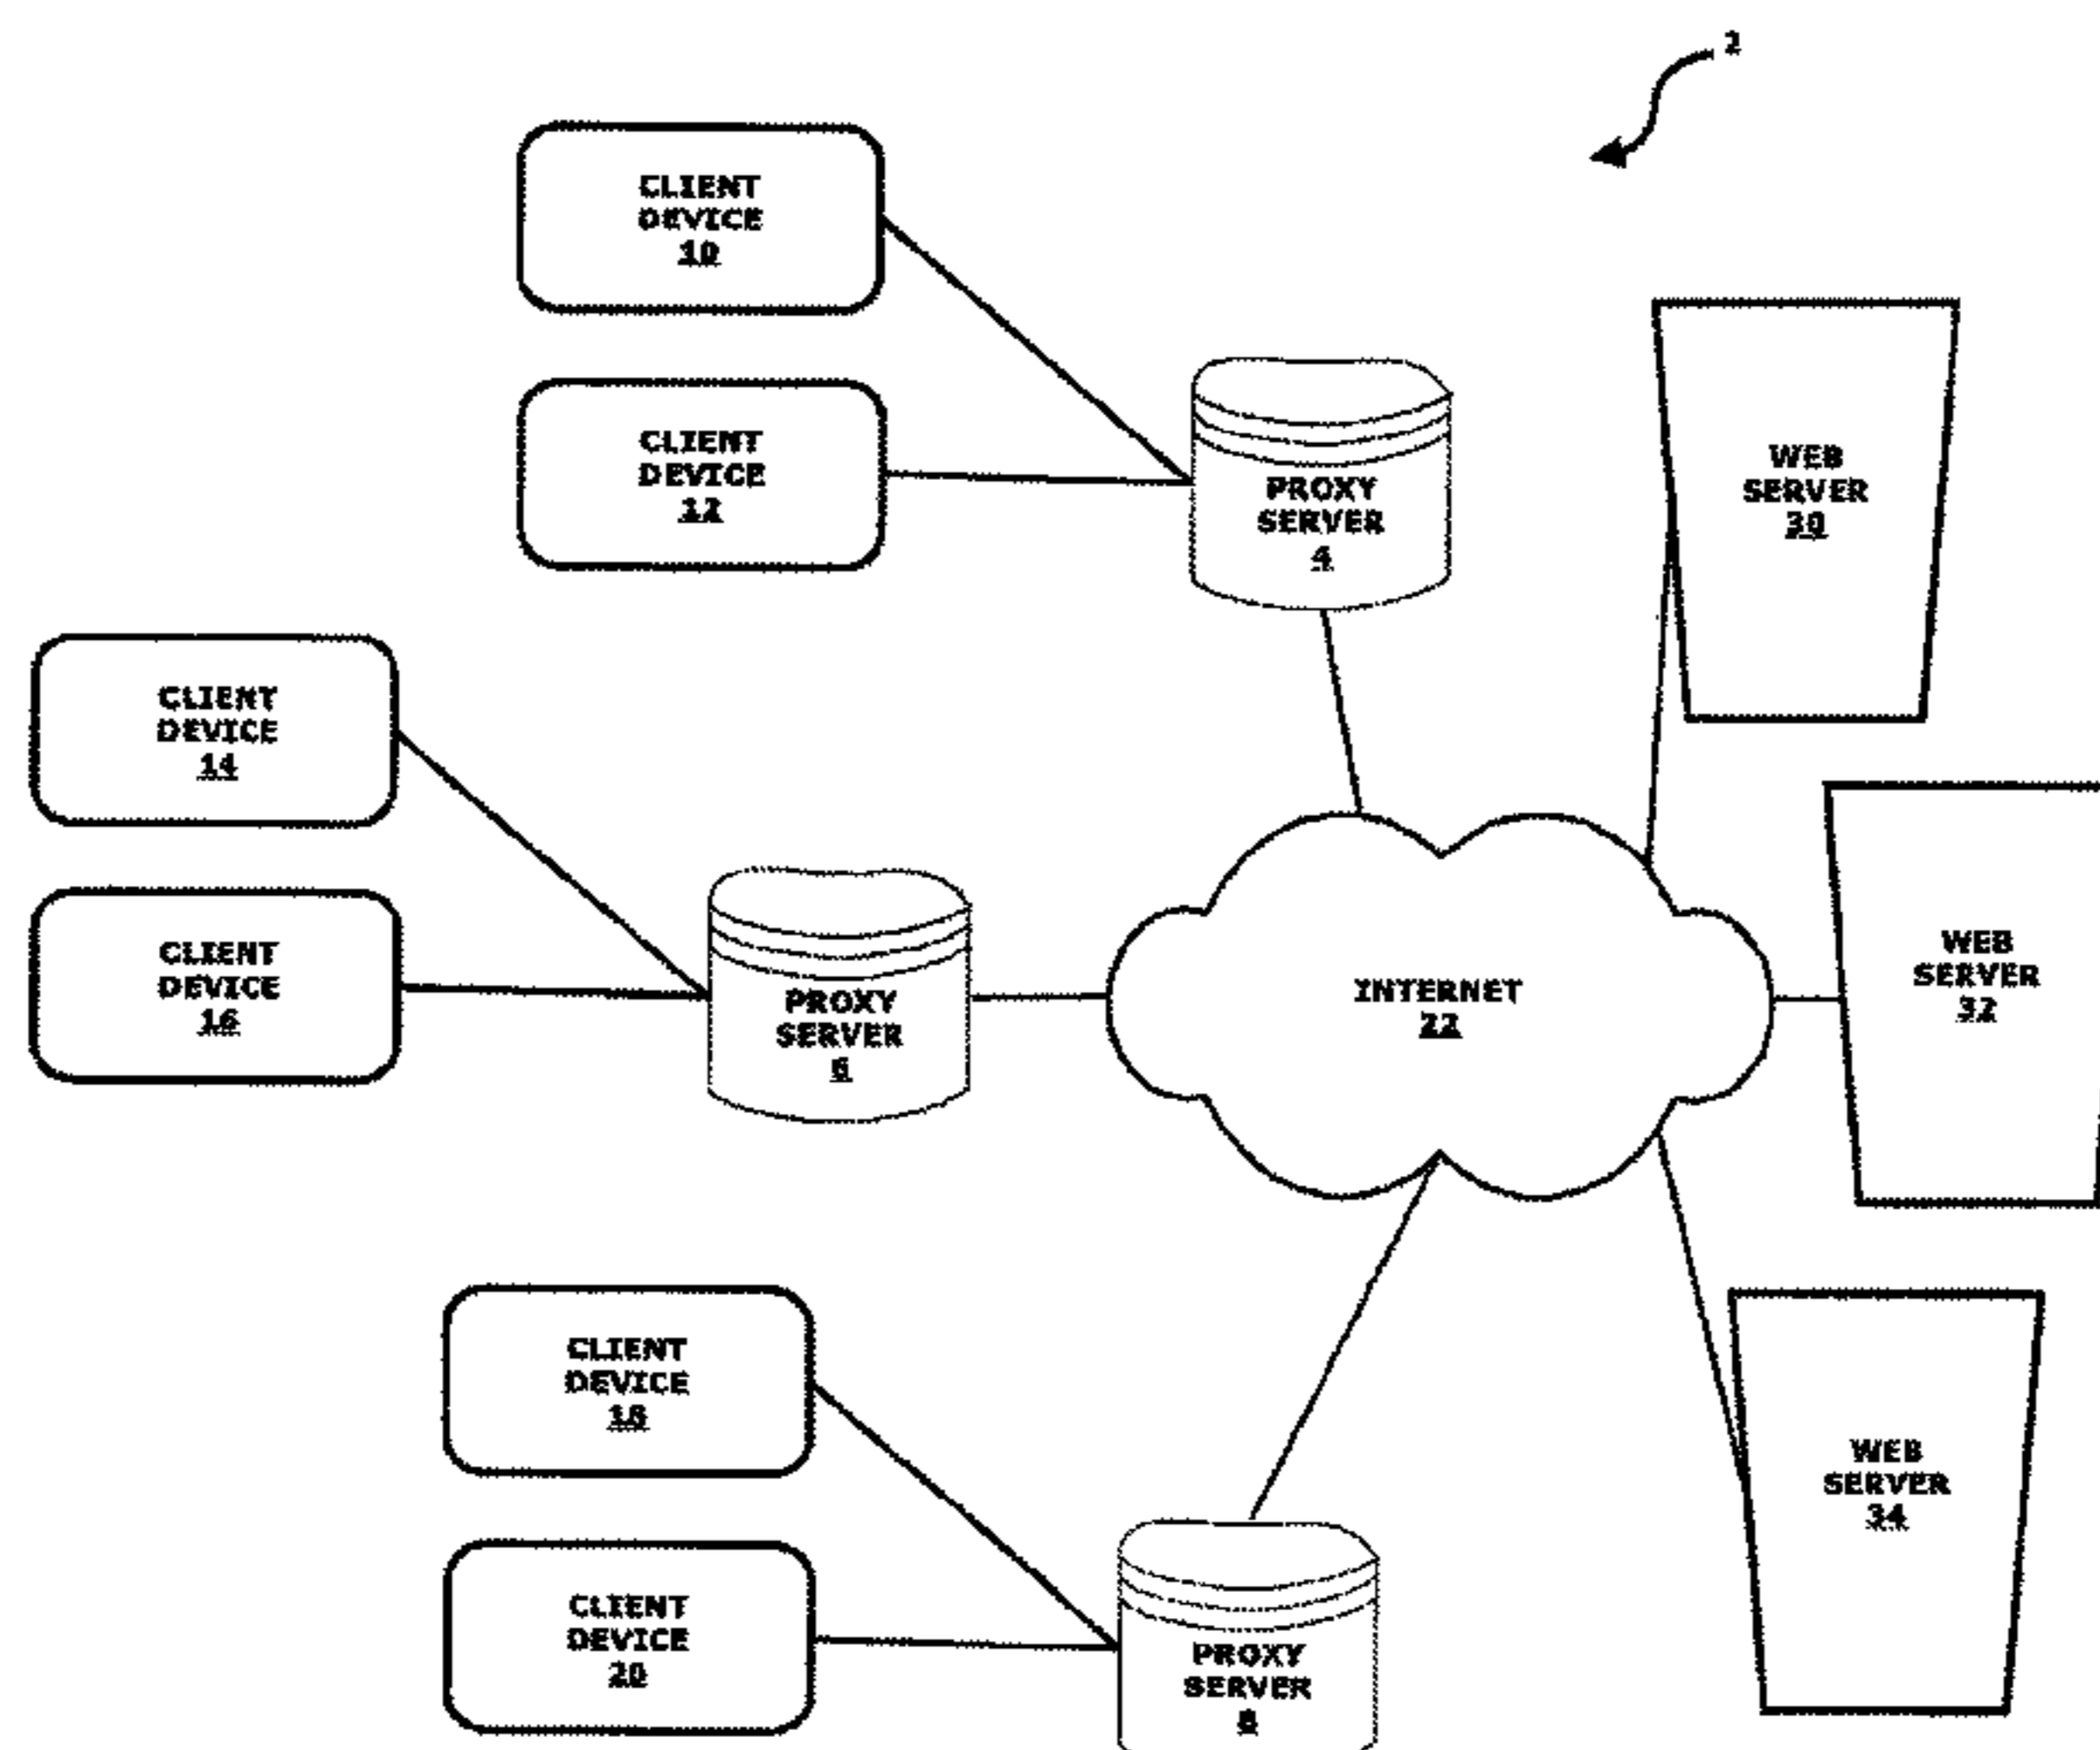 2
CLIENT
DEVICE
10
CLIENT
DEVICE
12
PROXY
SERVER
4
WEB
SERVER
30
CLIENT
DEVICE
14
CLIENT
DEVICE
16
PROXY
SERVER
6
INTERNET
22
WEB
SERVER
32
CLIENT
DEVICE
18
CLIENT
DEVICE
20
PROXY
SERVER
8
WEB
SERVER
34